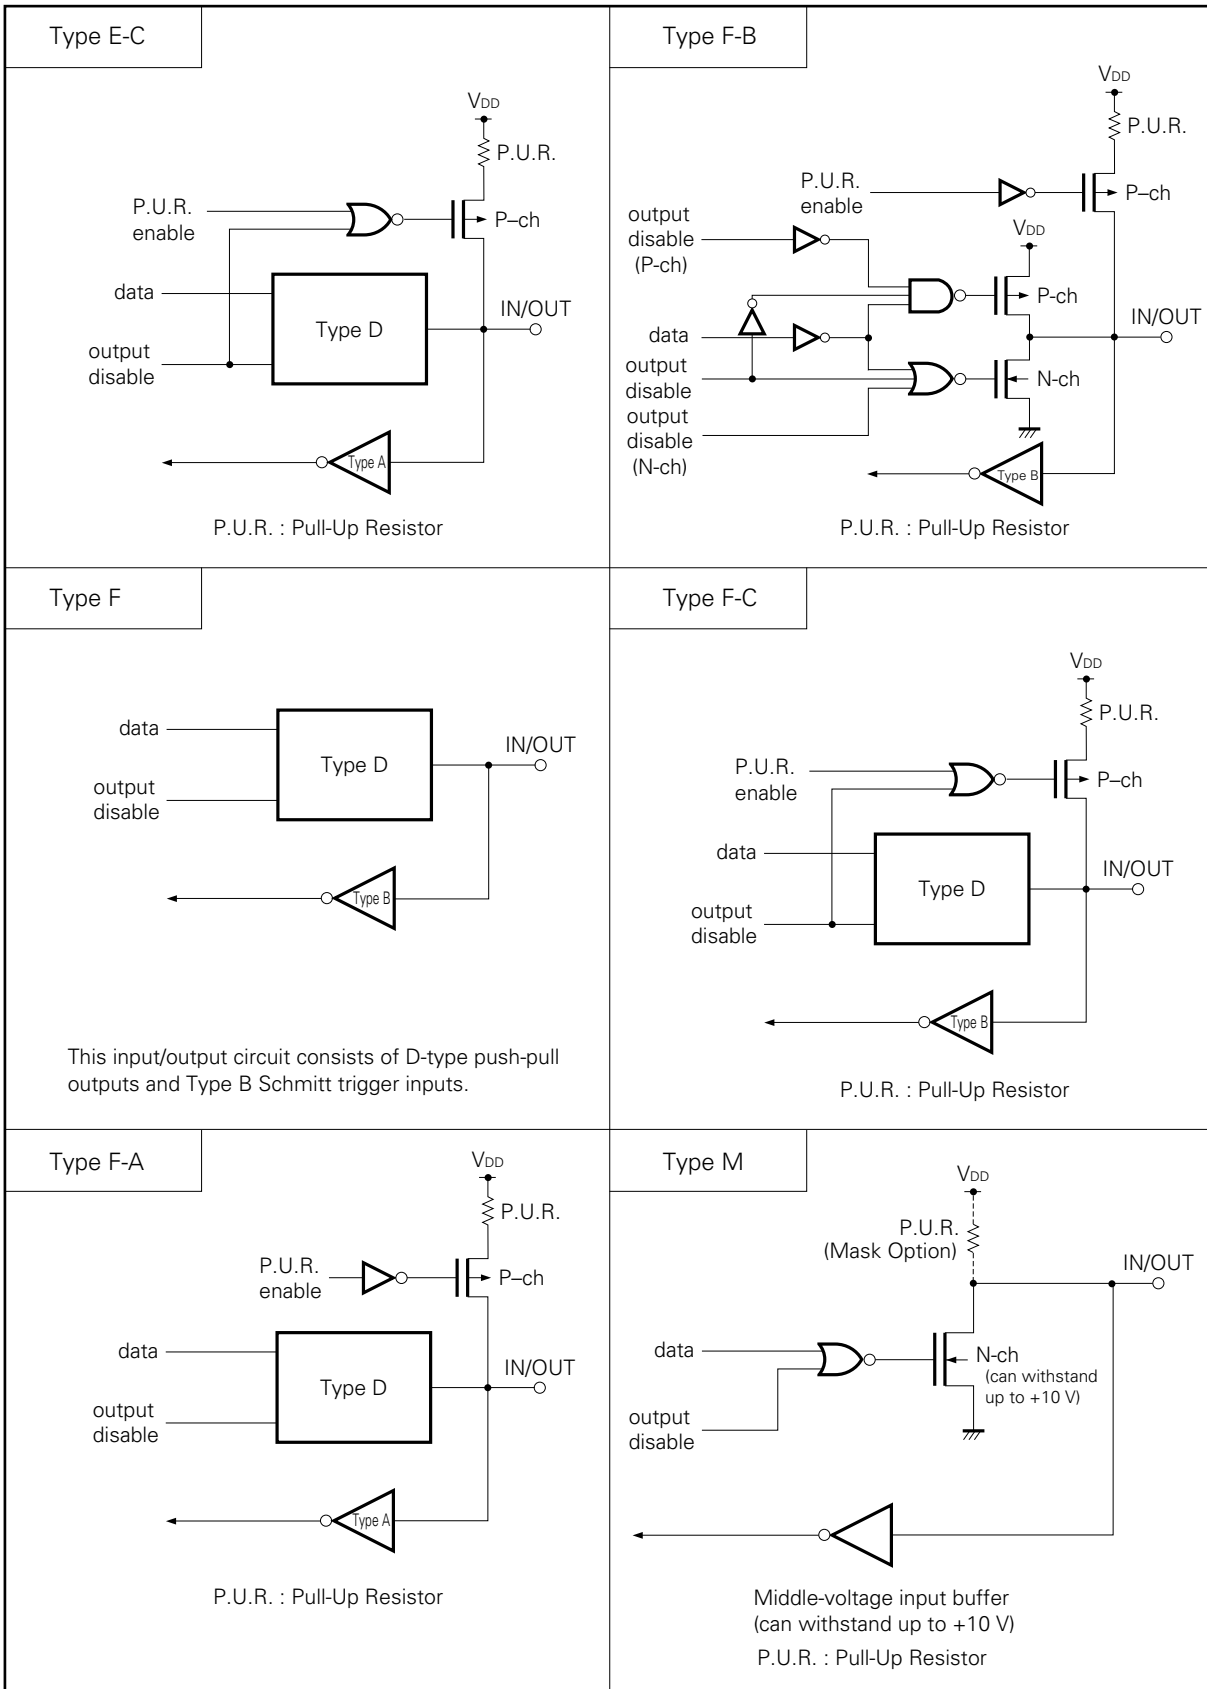 Type E-C
VDD
P.U.R.
P.U.R.
enable
P–ch
data
Type D
IN/OUT
output
disable
Type A
P.U.R. : Pull-Up Resistor
Type F-B
VDD
P.U.R.
P.U.R.
enable
P–ch
output
disable
(P-ch)
VDD
P-ch
IN/OUT
data
output
disable
N-ch
output
disable
(N-ch)
Type B
P.U.R. : Pull-Up Resistor
Type F
data
Type D
IN/OUT
output
disable
Type B
This input/output circuit consists of D-type push-pull
outputs and Type B Schmitt trigger inputs.
Type F-C
VDD
P.U.R.
P.U.R.
enable
P–ch
data
Type D
IN/OUT
output
disable
Type B
P.U.R. : Pull-Up Resistor
Type F-A
VDD
P.U.R.
P.U.R.
enable
P–ch
data
Type D
IN/OUT
output
disable
Type A
P.U.R. : Pull-Up Resistor
Type M
VDD
P.U.R.
(Mask Option)
IN/OUT
data
N-ch
(can withstand
up to +10 V)
output
disable
Middle-voltage input buffer
(can withstand up to +10 V)
P.U.R. : Pull-Up Resistor